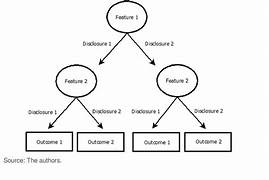 Feature 1
Disclosure 1 Disclosure 2
Feature 2 Feature 2
Disclosure 1 Disclosure 2 Disclosure 1 Disclosure 2
Outcome 1 Outcome 2 Outcome 1 Outcome 2
Source: The authors.